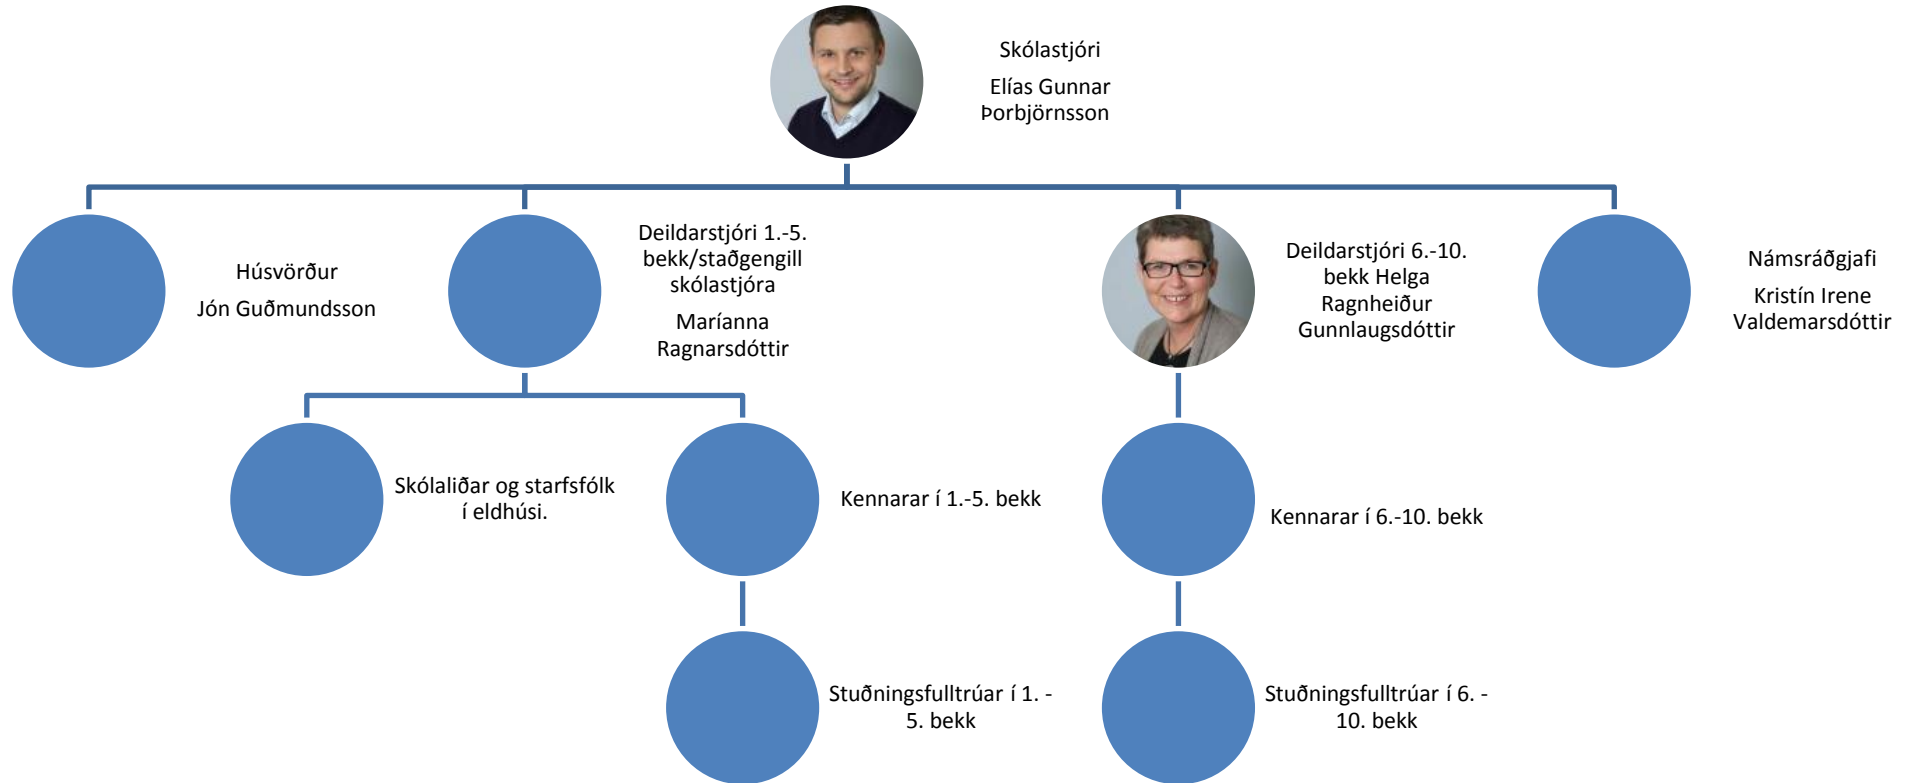 Skólastjóri
Elías Gunnar
Þorbjörnsson
Húsvörður
Jón Guðmundsson
Deildarstjóri 1.-5.
bekk/staðgengill
skólastjóra
Maríanna
Ragnarsdóttir
Deildarstjóri 6.-10.
bekk Helga
Ragnheiður
Gunnlaugsdóttir
Námsráðgjafi
Kristín Irene
Valdemarsdóttir
Skólaliðar og starfsfólk
í eldhúsi.
Kennarar í 1.-5. bekk
Kennarar í 6.-10. bekk
Stuðningsfulltrúar í 1. -
5. bekk
Stuðningsfulltrúar í 6. -
10. bekk